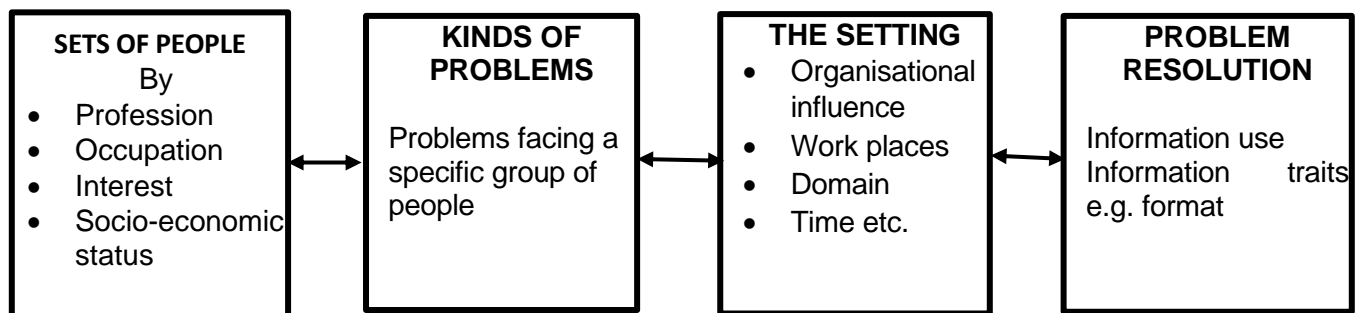 SETS OF PEOPLE
By
• Profession
• Occupation
• Interest
• Socio-economic
status
KINDS OF
PROBLEMS
Problems facing a
specific group of
people
THE SETTING
• Organisational
influence
• Work places
• Domain
• Time etc.
PROBLEM
RESOLUTION
Information use
Information traits
e.g. format